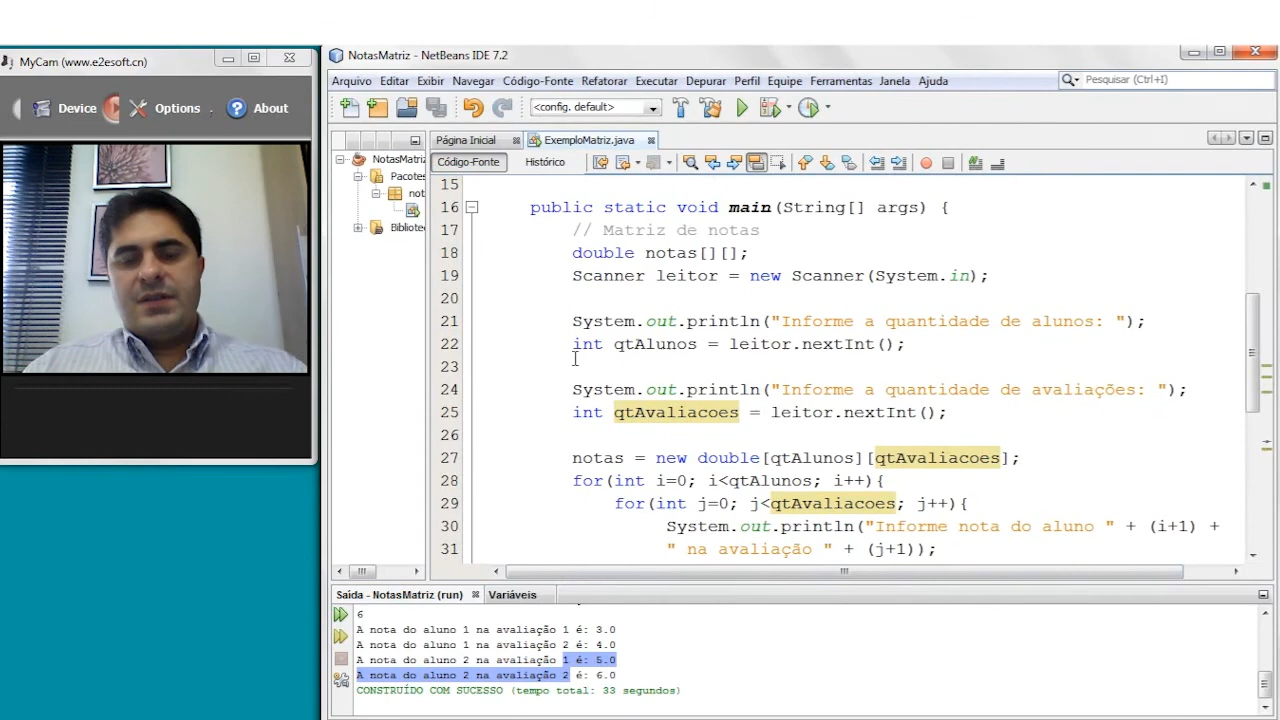 MyCam (www.e2esoft.cn)
Device
Options
About
NotasMatriz - NetBeans IDE 7.2
Arquivo Editar Exibir Navegar Código-Fonte Refatorar Executar Depurar Perfil Equipe Ferramentas Janela Ajuda
Pesquisar (Ctrl+I)
<config. default>
Página Inicial
ExemploMatriz.java
Código-Fonte
Histórico
NotasMatriz
Pacotes
not
Bibliote
15
16 public static void main(String[] args) {
17 // Matriz de notas
18 double notas[][];
19 Scanner leitor = new Scanner(System.in);
20
21 System.out.println("Informe a quantidade de alunos: ");
22 int qtAlunos = leitor.nextInt();
23
24 System.out.println("Informe a quantidade de avaliações: ");
25 int qtAvaliacoes = leitor.nextInt();
26
27 notas = new double[qtAlunos][qtAvaliacoes];
28 for(int i=0; i<qtAlunos; i++){
29 for(int j=0; j<qtAvaliacoes; j++){
30 System.out.println("Informe nota do aluno " + (i+1) +
31 " na avaliação " + (j+1));
Saída - NotasMatriz (run)
Variáveis
6
A nota do aluno 1 na avaliação 1 é: 3.0
A nota do aluno 1 na avaliação 2 é: 4.0
A nota do aluno 2 na avaliação 1 é: 5.0
A nota do aluno 2 na avaliação 2 é: 6.0
CONSTRUÍDO COM SUCESSO (tempo total: 33 segundos)